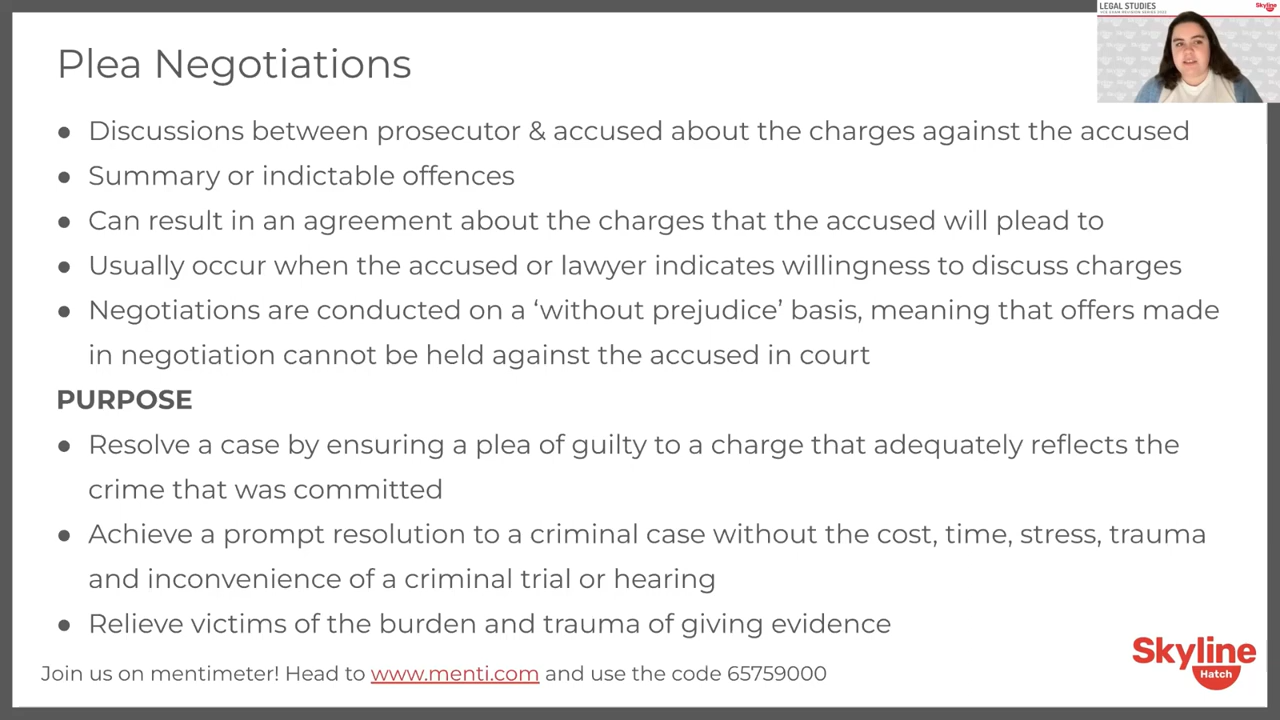 LEGAL STUDIES
Skyline
Plea Negotiations
● Discussions between prosecutor & accused about the charges against the accused
● Summary or indictable offences
● Can result in an agreement about the charges that the accused will plead to
● Usually occur when the accused or lawyer indicates willingness to discuss charges
● Negotiations are conducted on a ‘without prejudice’ basis, meaning that offers made
in negotiation cannot be held against the accused in court
PURPOSE
● Resolve a case by ensuring a plea of guilty to a charge that adequately reflects the
crime that was committed
● Achieve a prompt resolution to a criminal case without the cost, time, stress, trauma
and inconvenience of a criminal trial or hearing
● Relieve victims of the burden and trauma of giving evidence
Join us on mentimeter! Head to www.menti.com and use the code 65759000
Skyline
Hatch